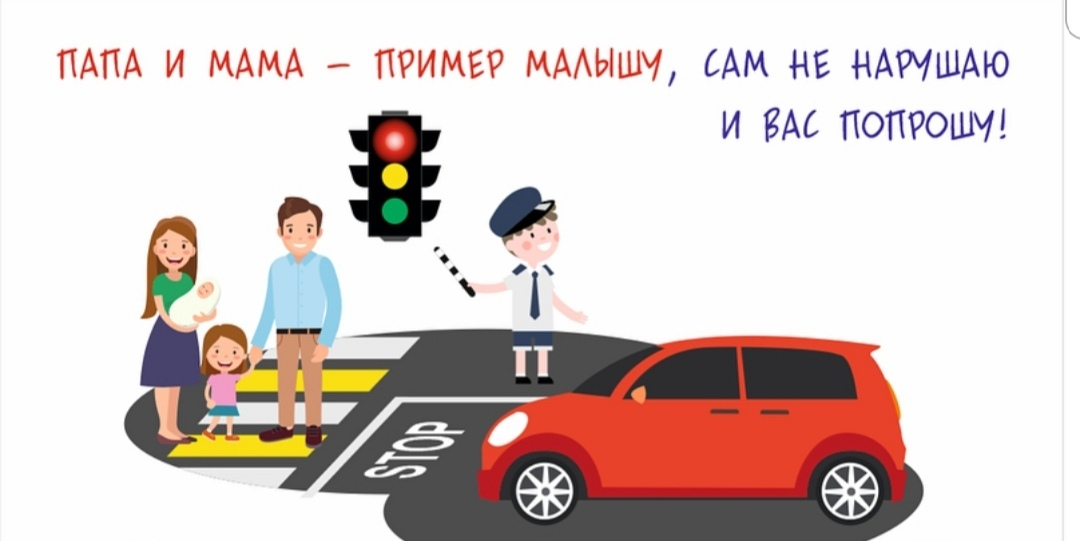 ПАПА И МАМА – ПРИМЕР МАЛЫШУ, САМ НЕ НАРУШАЮ
И ВАС ПОПРОШУ!
STOP